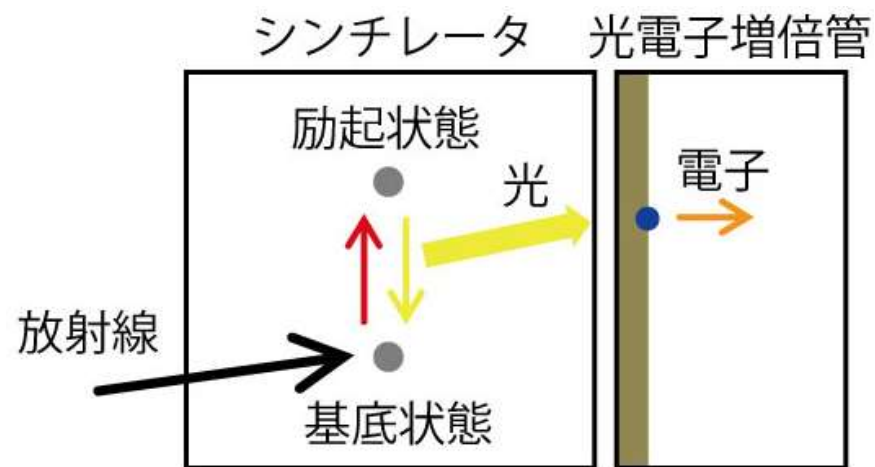 シンチレータ
光電子増倍管
励起状態
光
電子
放射線
基底状態